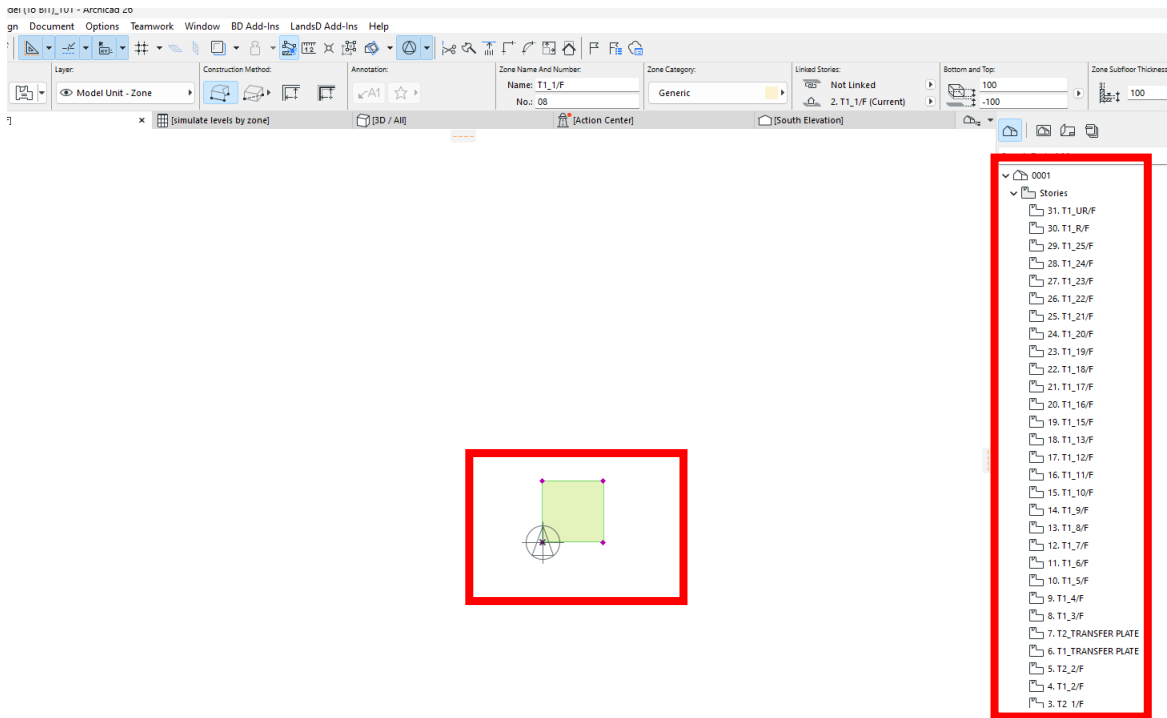 del (To BIT)_101 - Archicad 26
gn Document Options Teamwork Window BD Add-Ins LandsD Add-Ins Help
Layer: Construction Method: Annotation: Zone Name And Number: Zone Category: Linked Stories: Bottom and Top: Zone Subfloor Thickness
Model Unit - Zone A1 Name: T1_1/F Generic Not Linked 100 100
No.: 08 2. T1_1/F (Current) -100
[simulate levels by zone] [3D / All] [Action Center] [South Elevation]
0001
Stories
31. T1_UR/F
30. T1_R/F
29. T1_25/F
28. T1_24/F
27. T1_23/F
26. T1_22/F
25. T1_21/F
24. T1_20/F
23. T1_19/F
22. T1_18/F
21. T1_17/F
20. T1_16/F
19. T1_15/F
18. T1_13/F
17. T1_12/F
16. T1_11/F
15. T1_10/F
14. T1_9/F
13. T1_8/F
12. T1_7/F
11. T1_6/F
10. T1_5/F
9. T1_4/F
8. T1_3/F
7. T2_TRANSFER PLATE
6. T1_TRANSFER PLATE
5. T2_2/F
4. T1_2/F
3. T2_1/F